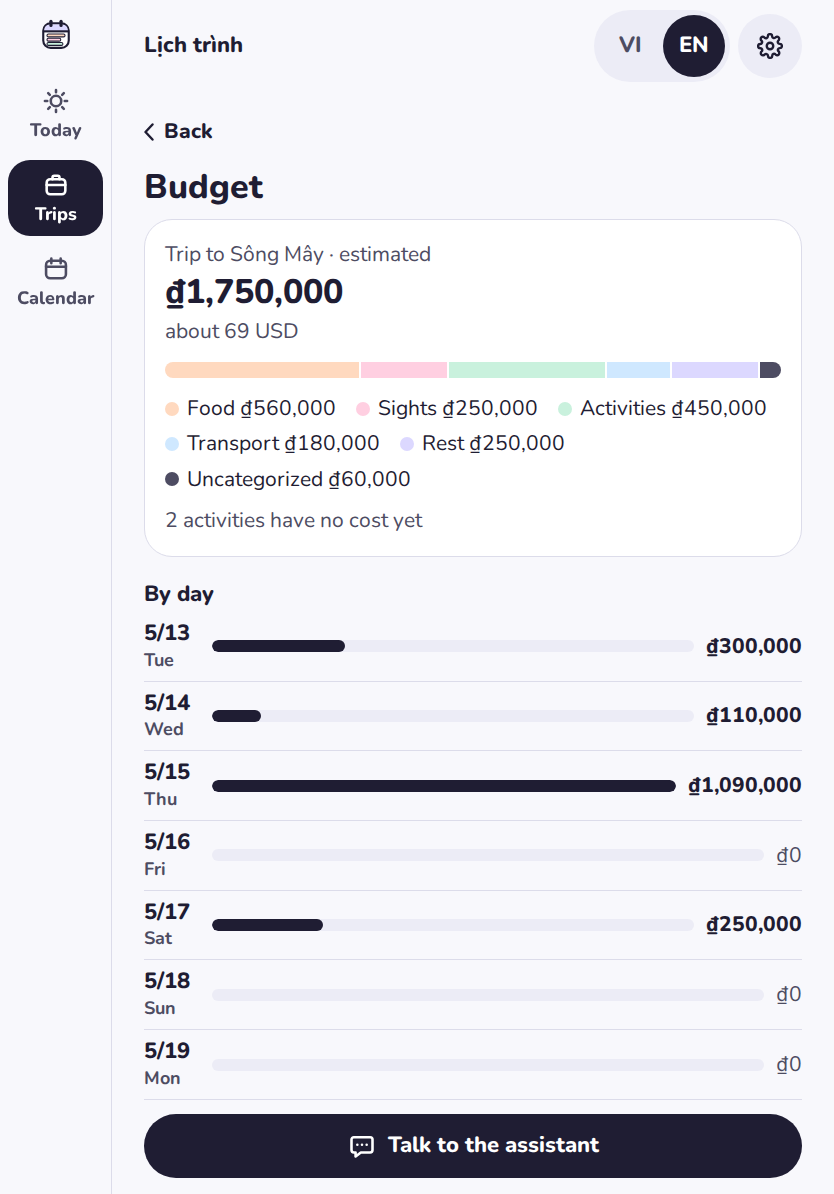 Lịch trình
VI
EN
Today
Trips
Calendar
Back
Budget
Trip to Sông Mây · estimated
₫1,750,000
about 69 USD
Food ₫560,000
Sights ₫250,000
Activities ₫450,000
Transport ₫180,000
Rest ₫250,000
Uncategorized ₫60,000
2 activities have no cost yet
By day
5/13
Tue
₫300,000
5/14
Wed
₫110,000
5/15
Thu
₫1,090,000
5/16
Fri
₫0
5/17
Sat
₫250,000
5/18
Sun
₫0
5/19
Mon
₫0
Talk to the assistant